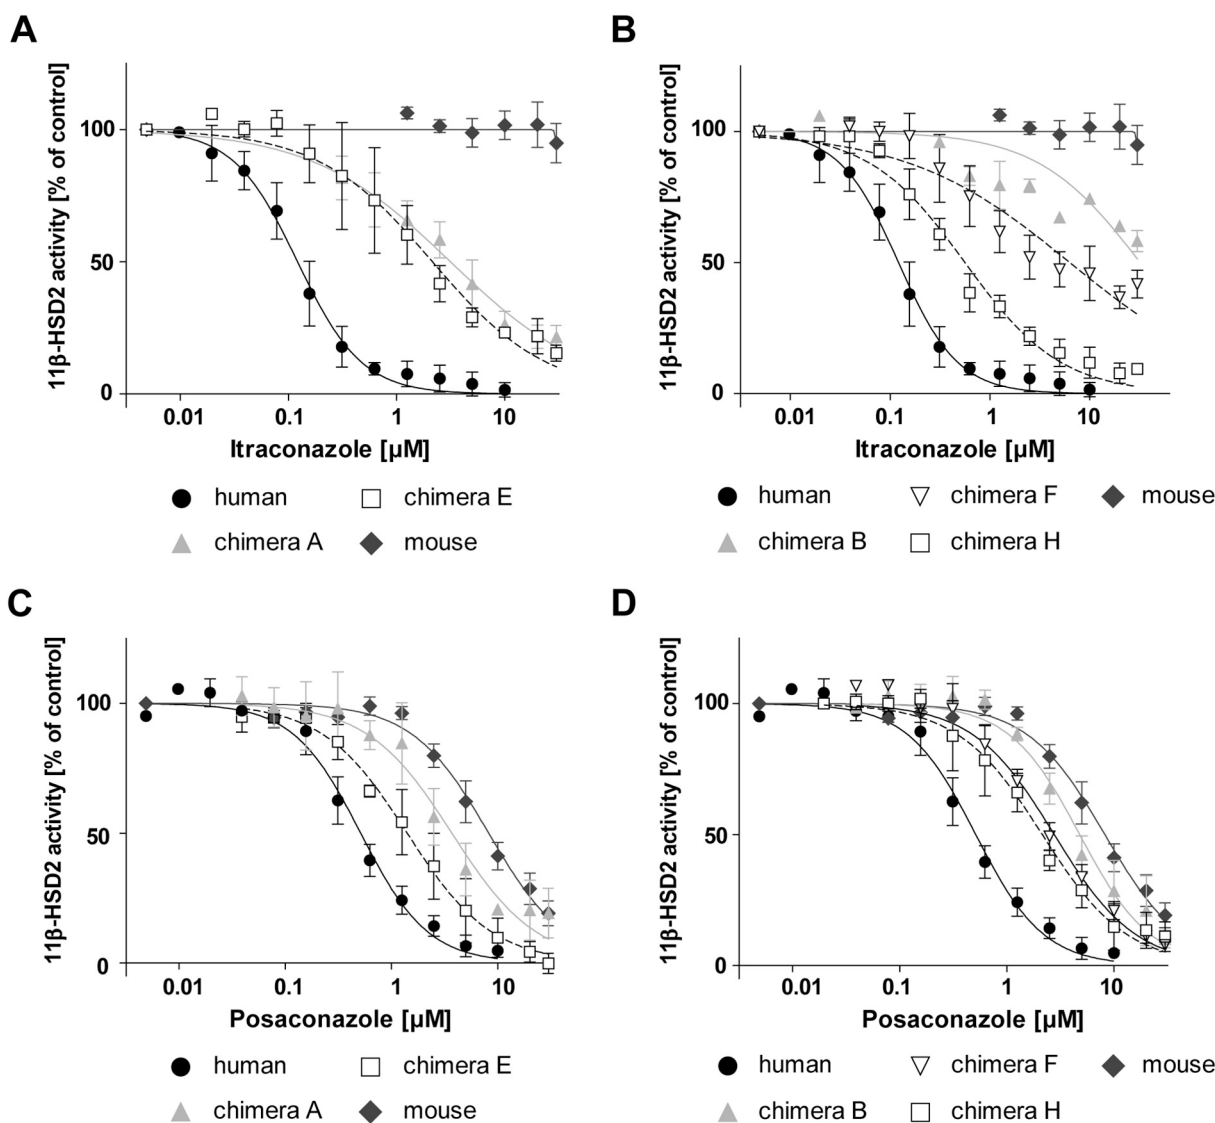 A
11β-HSD2 activity [% of control]
100
50
0
0.01 0.1 1 10
Itraconazole [µM]
human chimera E
chimera A mouse
B
11β-HSD2 activity [% of control]
100
50
0
0.01 0.1 1 10
Itraconazole [µM]
human chimera F mouse
chimera B chimera H
C
11β-HSD2 activity [% of control]
100
50
0
0.01 0.1 1 10
Posaconazole [µM]
human chimera E
chimera A mouse
D
11β-HSD2 activity [% of control]
100
50
0
0.01 0.1 1 10
Posaconazole [µM]
human chimera F mouse
chimera B chimera H